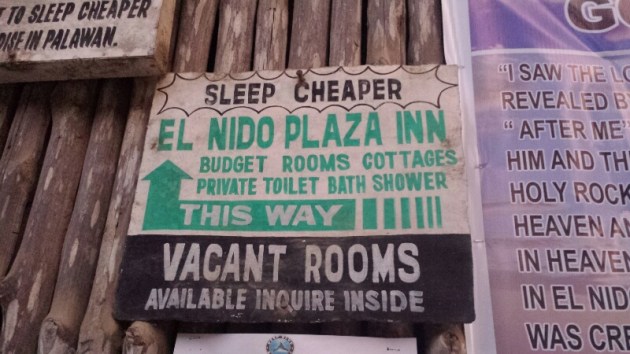 T TO SLEEP CHEAPER
DISE IN PALAWAN.
SLEEP CHEAPER
EL NIDO PLAZA INN
BUDGET ROOMS COTTAGES
PRIVATE TOILET BATH SHOWER
THIS WAY
VACANT ROOMS
AVAILABLE INQUIRE INSIDE
G
"I SAW THE LO
REVEALED B
" AFTER ME"
HIM AND TH
HOLY ROCK
HEAVEN AN
IN HEAVEN
IN EL NID
WAS CRE